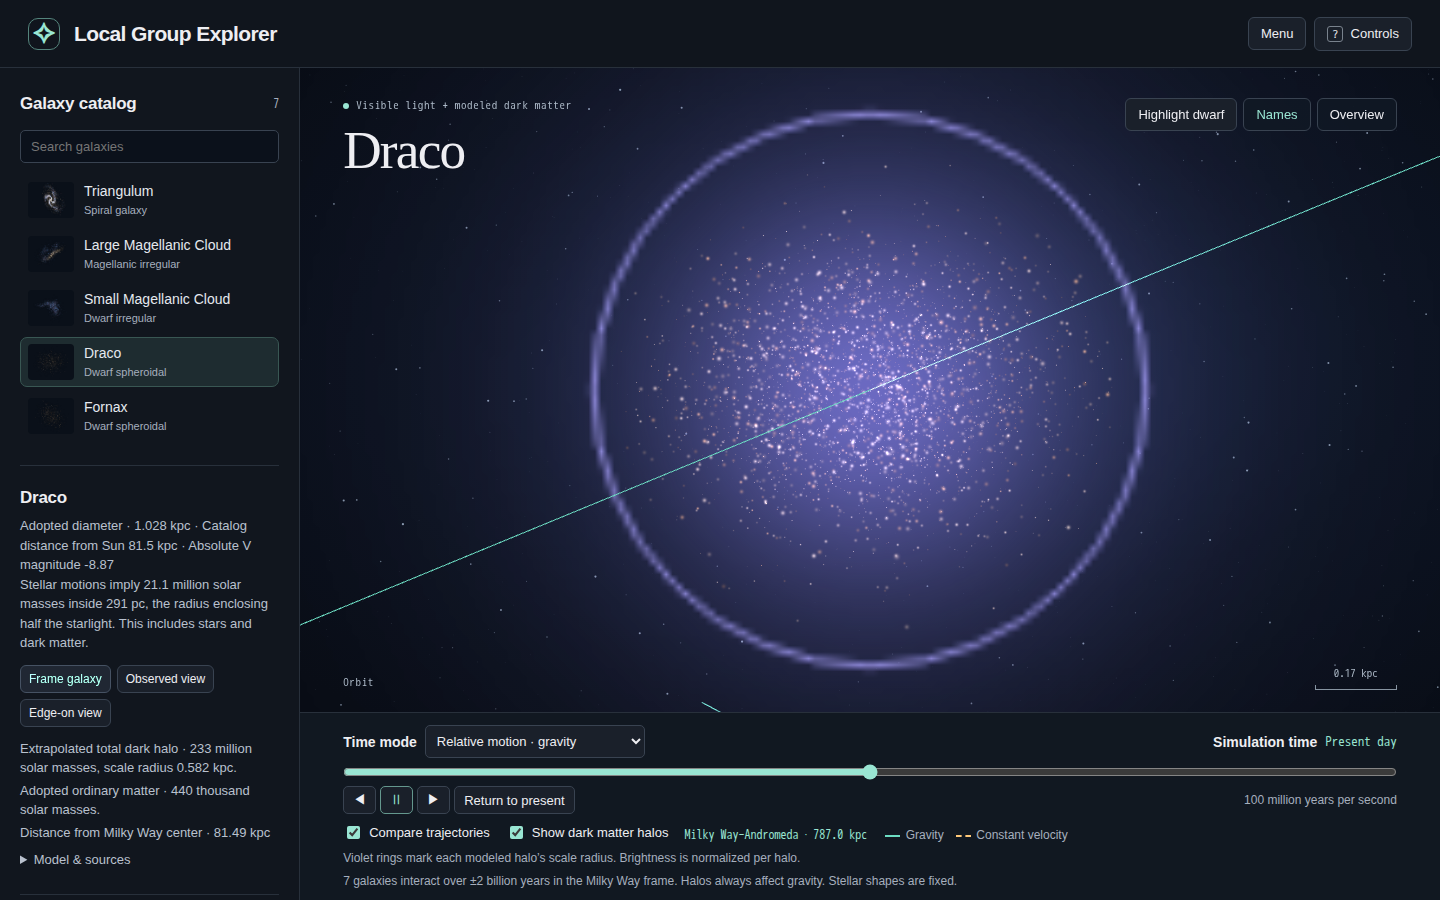 Local Group Explorer
Menu
? Controls
Galaxy catalog
7
Search galaxies
Triangulum
Spiral galaxy
Large Magellanic Cloud
Magellanic irregular
Small Magellanic Cloud
Dwarf irregular
Draco
Dwarf spheroidal
Fornax
Dwarf spheroidal
Draco
Adopted diameter · 1.028 kpc · Catalog
distance from Sun 81.5 kpc · Absolute V
magnitude -8.87
Stellar motions imply 21.1 million solar
masses inside 291 pc, the radius enclosing
half the starlight. This includes stars and
dark matter.
Frame galaxy
Observed view
Edge-on view
Extrapolated total dark halo · 233 million
solar masses, scale radius 0.582 kpc.
Adopted ordinary matter · 440 thousand
solar masses.
Distance from Milky Way center · 81.49 kpc
Model & sources
Visible light + modeled dark matter
Draco
Highlight dwarf
Names
Overview
Orbit
0.17 kpc
Time mode
Relative motion · gravity
Simulation time Present day
Return to present
100 million years per second
Compare trajectories
Show dark matter halos
Milky Way–Andromeda · 787.0 kpc
Gravity
Constant velocity
Violet rings mark each modeled halo's scale radius. Brightness is normalized per halo.
7 galaxies interact over ±2 billion years in the Milky Way frame. Halos always affect gravity. Stellar shapes are fixed.